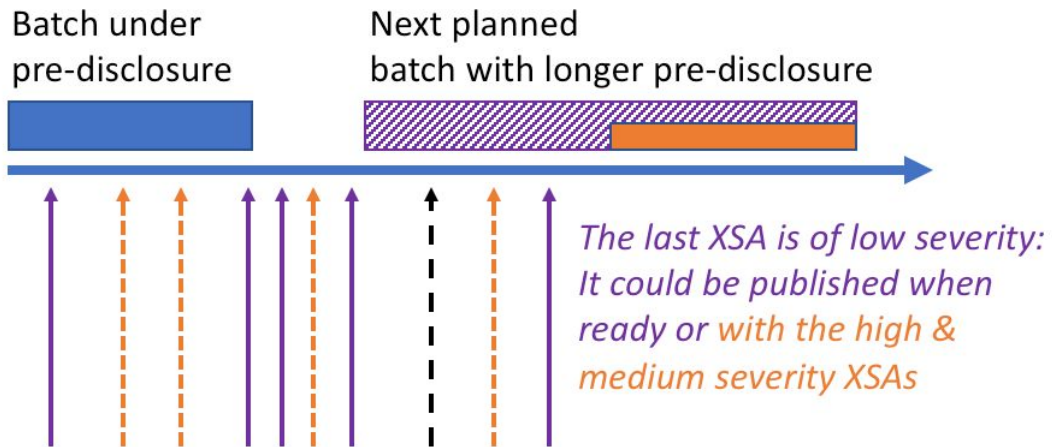 Batch under
pre-disclosure
Next planned
batch with longer pre-disclosure
The last XSA is of low severity:
It could be published when
ready or with the high &
medium severity XSAs